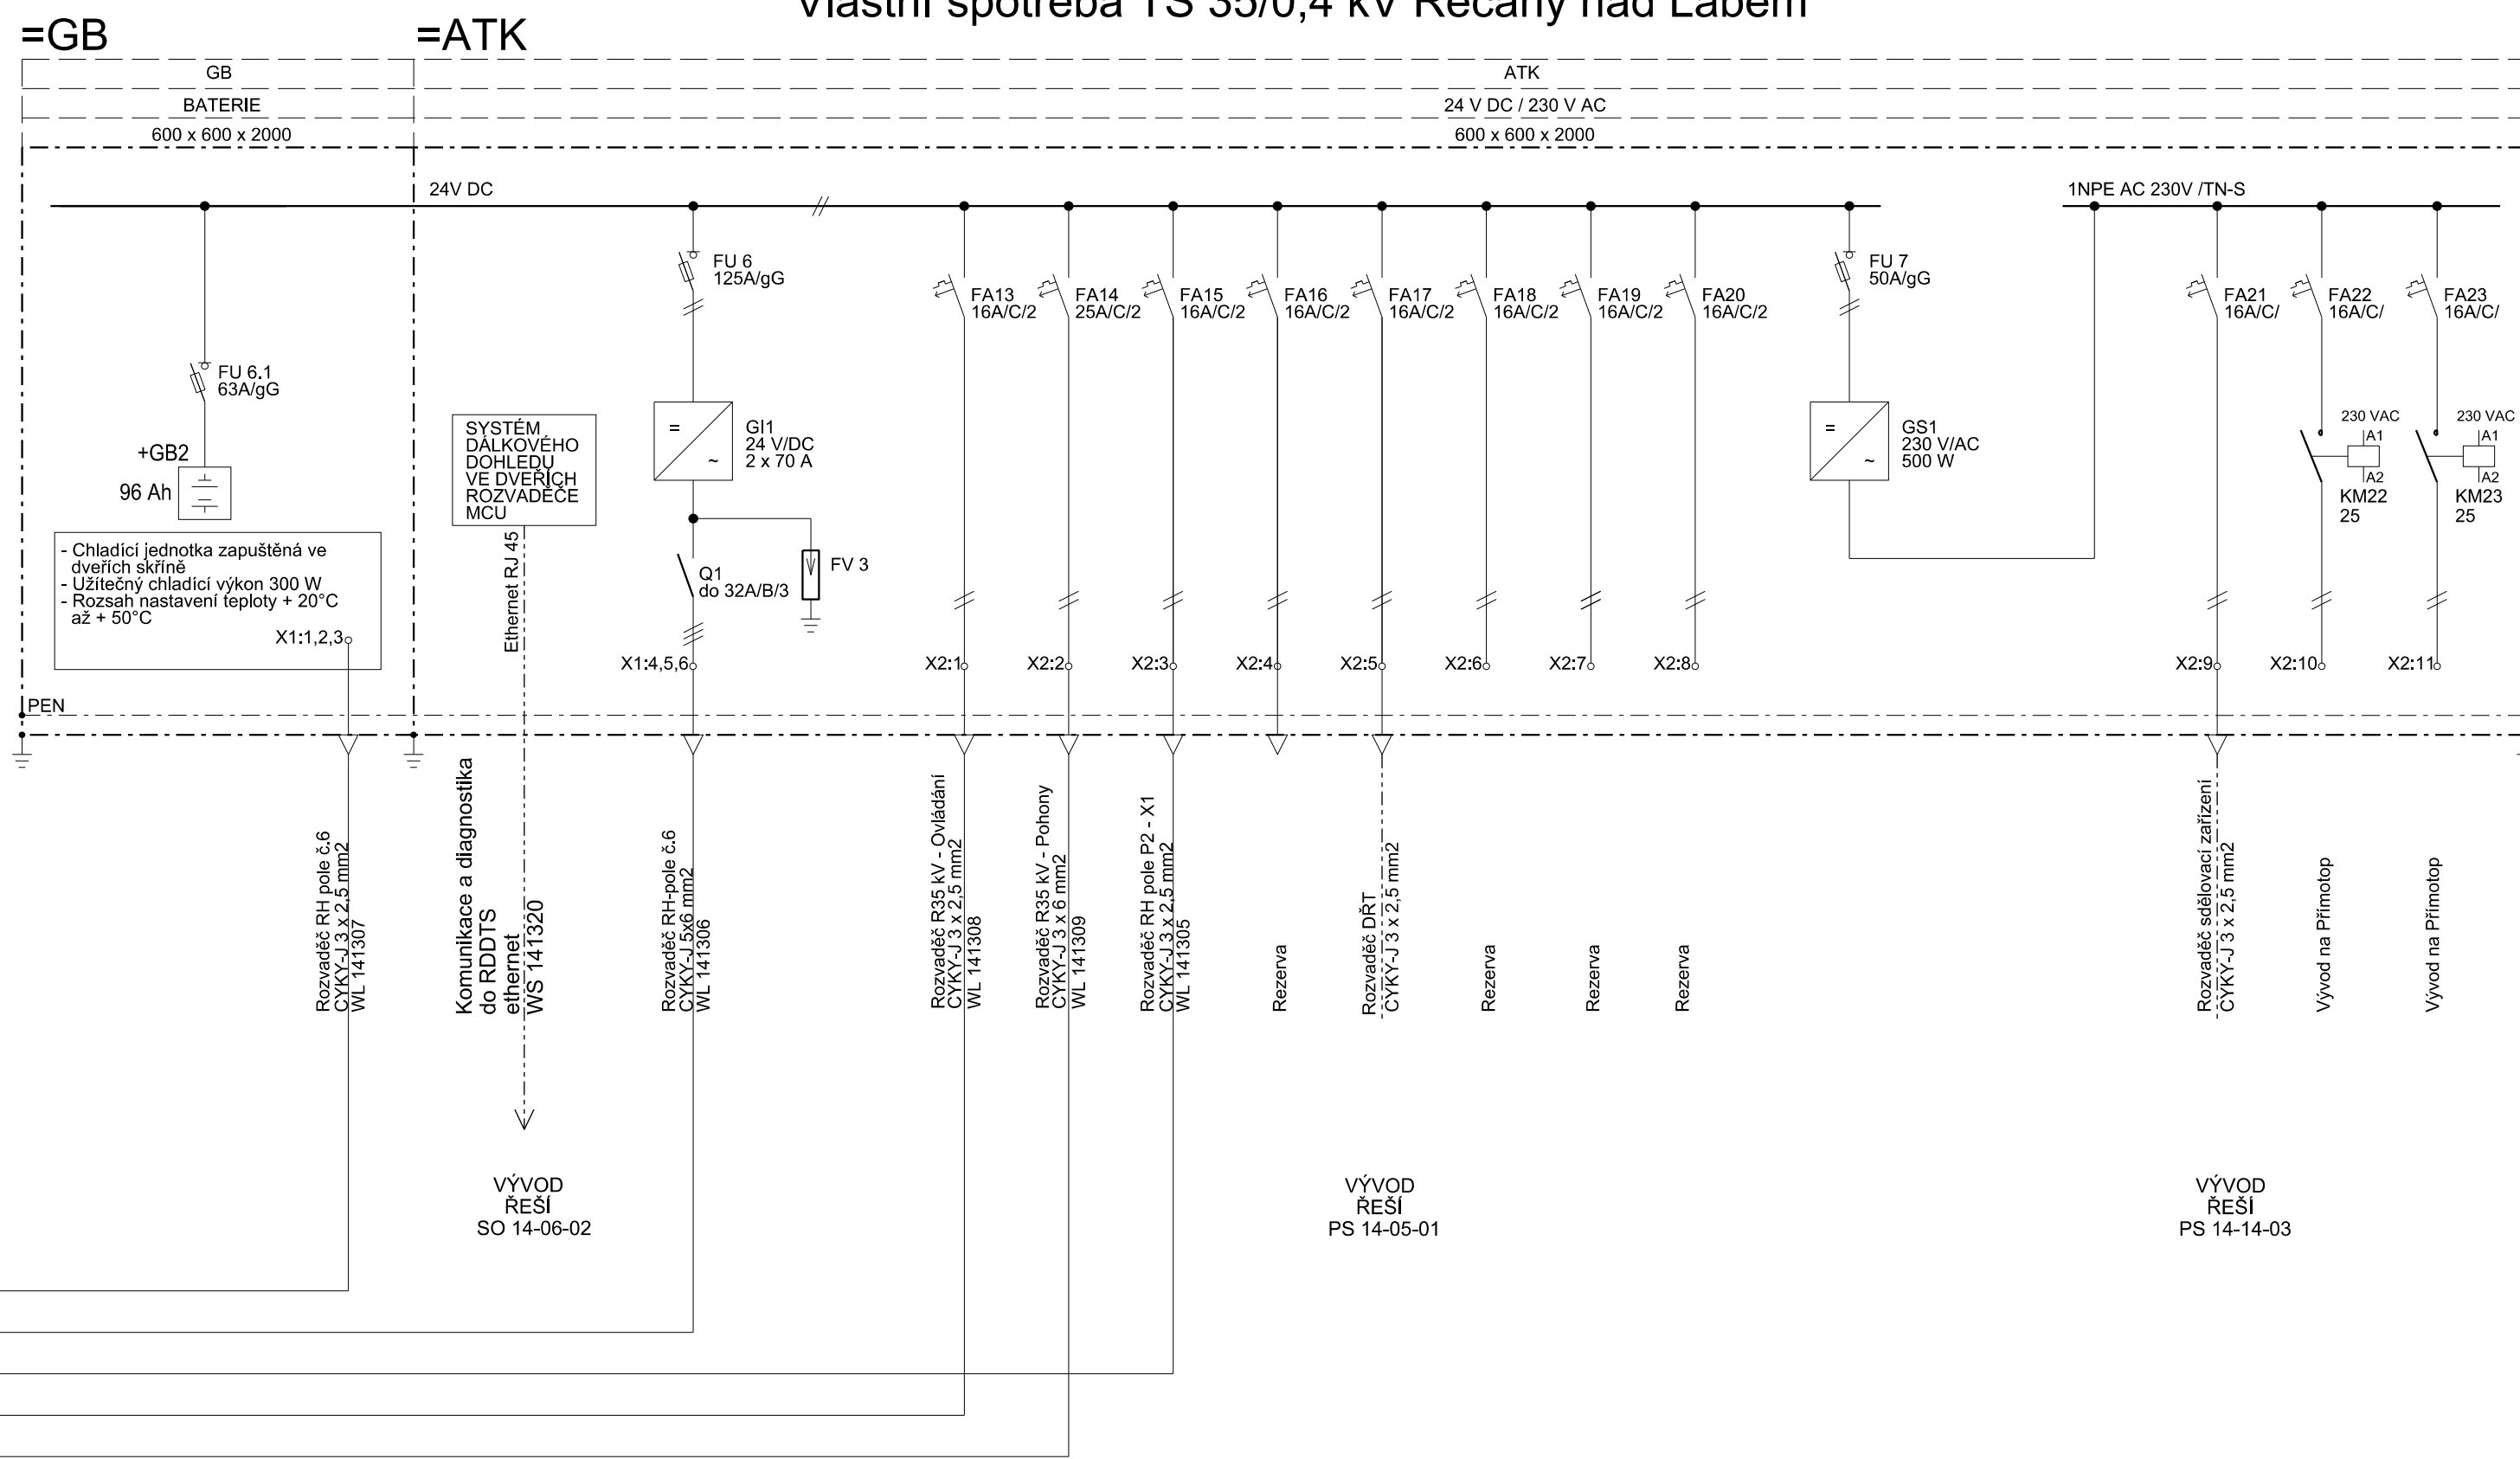 Vlastní spotřeba TS 35/0,4 kV Řečany nad Labem
=GB
=ATK
GB
BATERIE
600 x 600 x 2000
ATK
24 V DC / 230 V AC
600 x 600 x 2000
24V DC
1NPE AC 230V /TN-S
FU 6.1
63A/gG
+GB2
96 Ah
- Chladící jednotka zapuštěná ve
dveřích skříně
- Užítečný chladící výkon 300 W
- Rozsah nastavení teploty + 20°C
až + 50°C
X1:1,2,3
PEN
SYSTÉM
DÁLKOVÉHO
DOHLEDU
VE DVEŘÍCH
ROZVADĚČE
MCU
Ethernet RJ 45
FU 6
125A/gG
GI1
24 V/DC
2 x 70 A
=
~
Q1
do 32A/B/3
FV 3
X1:4,5,6
FA13
16A/C/2
FA14
25A/C/2
FA15
16A/C/2
FA16
16A/C/2
FA17
16A/C/2
FA18
16A/C/2
FA19
16A/C/2
FA20
16A/C/2
FU 7
50A/gG
GS1
230 V/AC
500 W
=
~
FA21
16A/C/
FA22
16A/C/
FA23
16A/C/
230 VAC
A1
A2
KM22
25
230 VAC
A1
A2
KM23
25
X2:1
X2:2
X2:3
X2:4
X2:5
X2:6
X2:7
X2:8
X2:9
X2:10
X2:11
Rozvaděč RH pole č.6
CYKY-J 3 x 2,5 mm2
WL 141307
Komunikace a diagnostika
do RDDTS
ethernet
WS 141320
Rozvaděč RH-pole č.6
CYKY-J 5x6 mm2
WL 141306
Rozvaděč R35 kV - Ovládání
CYKY-J 3 x 2,5 mm2
WL 141308
Rozvaděč R35 kV - Pohony
CYKY-J 3 x 6 mm2
WL 141309
Rozvaděč RH pole P2 - X1
CYKY-J 3 x 2,5 mm2
WL 141305
Rezerva
Rozvaděč DŘT
CYKY-J 3 x 2,5 mm2
Rezerva
Rezerva
Rezerva
Rozvaděč sdělovací zařízení
CYKY-J 3 x 2,5 mm2
Vývod na Přímotop
Vývod na Přímotop
VÝVOD
ŘEŠÍ
SO 14-06-02
VÝVOD
ŘEŠÍ
PS 14-05-01
VÝVOD
ŘEŠÍ
PS 14-14-03